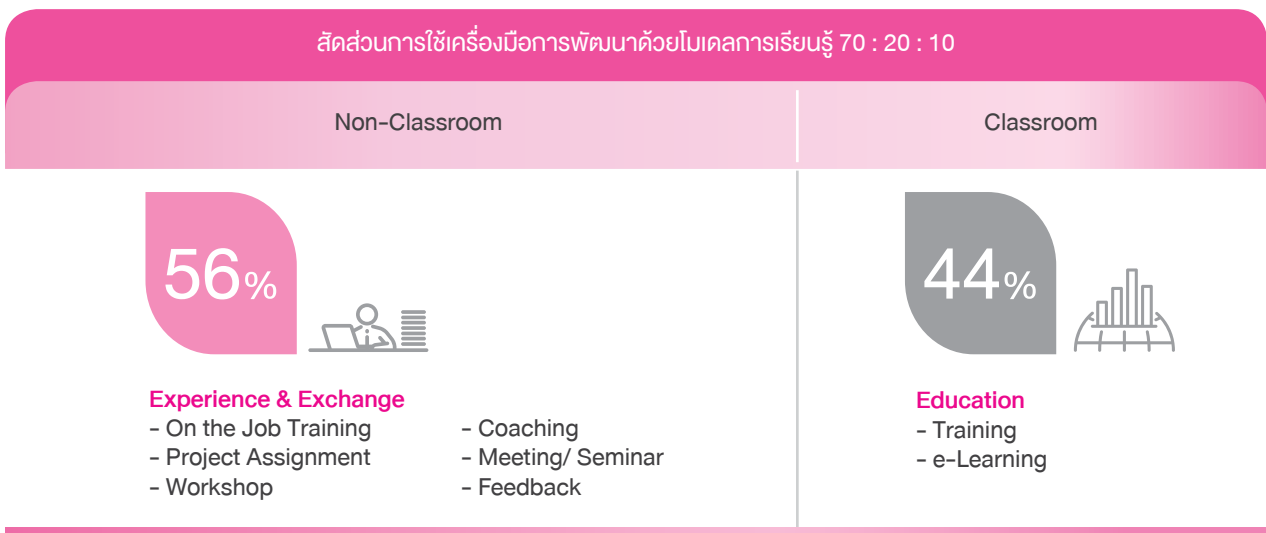 สัดส่วนการใช้เครื่องมือการพัฒนาด้วยโมเดลการเรียนรู้ 70 : 20 : 10
Non-Classroom
Classroom
56%
44%
Experience & Exchange
- On the Job Training
- Project Assignment
- Workshop
- Coaching
- Meeting/ Seminar
- Feedback
Education
- Training
- e-Learning